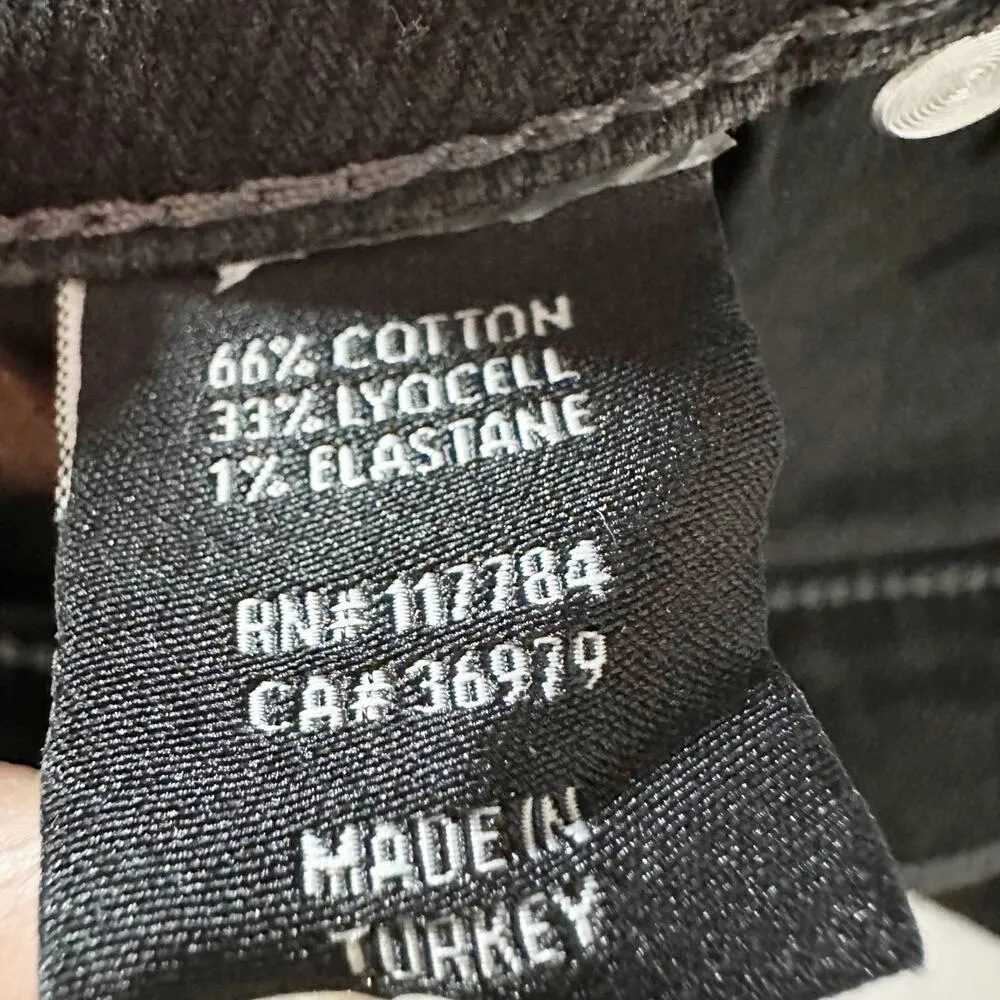 66% COTTON
33% LYOCELL
1% ELASTANE
RN# 117784
CA# 36979
MADE IN
TURKEY